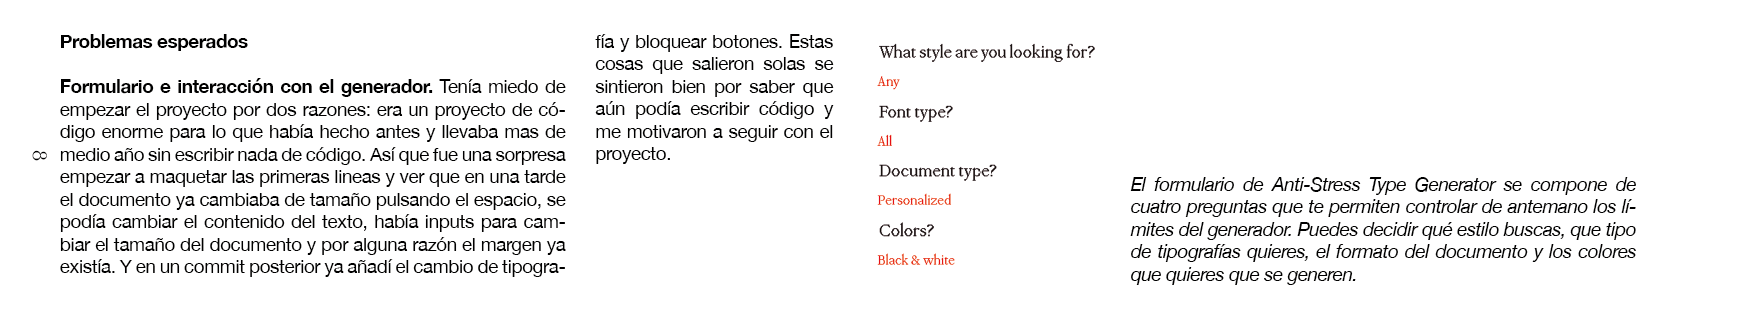 Problemas esperados
Formulario e interacción con el generador. Tenía miedo de
empezar el proyecto por dos razones: era un proyecto de có-
digo enorme para lo que había hecho antes y llevaba mas de
medio año sin escribir nada de código. Así que fue una sorpresa
empezar a maquetar las primeras lineas y ver que en una tarde
el documento ya cambiaba de tamaño pulsando el espacio, se
podía cambiar el contenido del texto, había inputs para cam-
biar el tamaño del documento y por alguna razón el margen ya
existía. Y en un commit posterior ya añadí el cambio de tipogra-
8
fía y bloquear botones. Estas
cosas que salieron solas se
sintieron bien por saber que
aún podía escribir código y
me motivaron a seguir con el
proyecto.
What style are you looking for?
Any
Font type?
All
Document type?
Personalized
Colors?
Black & white
El formulario de Anti-Stress Type Generator se compone de
cuatro preguntas que te permiten controlar de antemano los lí-
mites del generador. Puedes decidir qué estilo buscas, que tipo
de tipografías quieres, el formato del documento y los colores
que quieres que se generen.